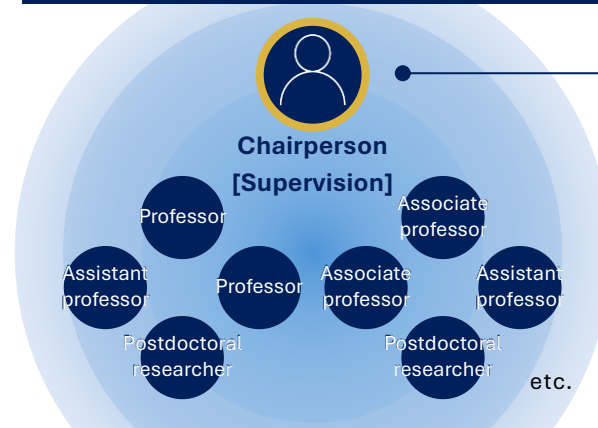 Chairperson
[Supervision]
Professor
Associate
professor
Assistant
professor
Professor
Associate
professor
Assistant
professor
Postdoctoral
researcher
Postdoctoral
researcher
etc.